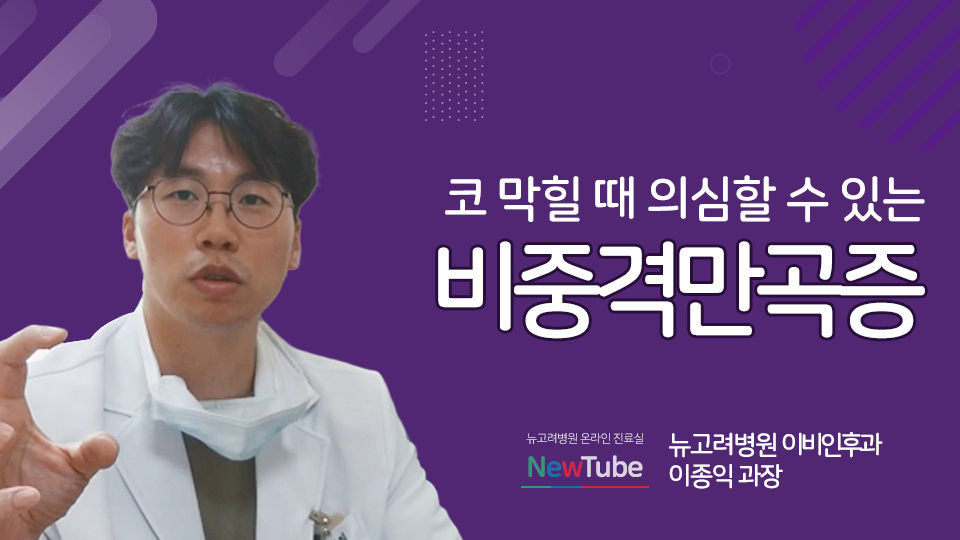 코 막힐 때 의심할 수 있는
비중격만곡증
뉴고려병원 온라인 진료실
NewTube
뉴고려병원 이비인후과
이종익 과장